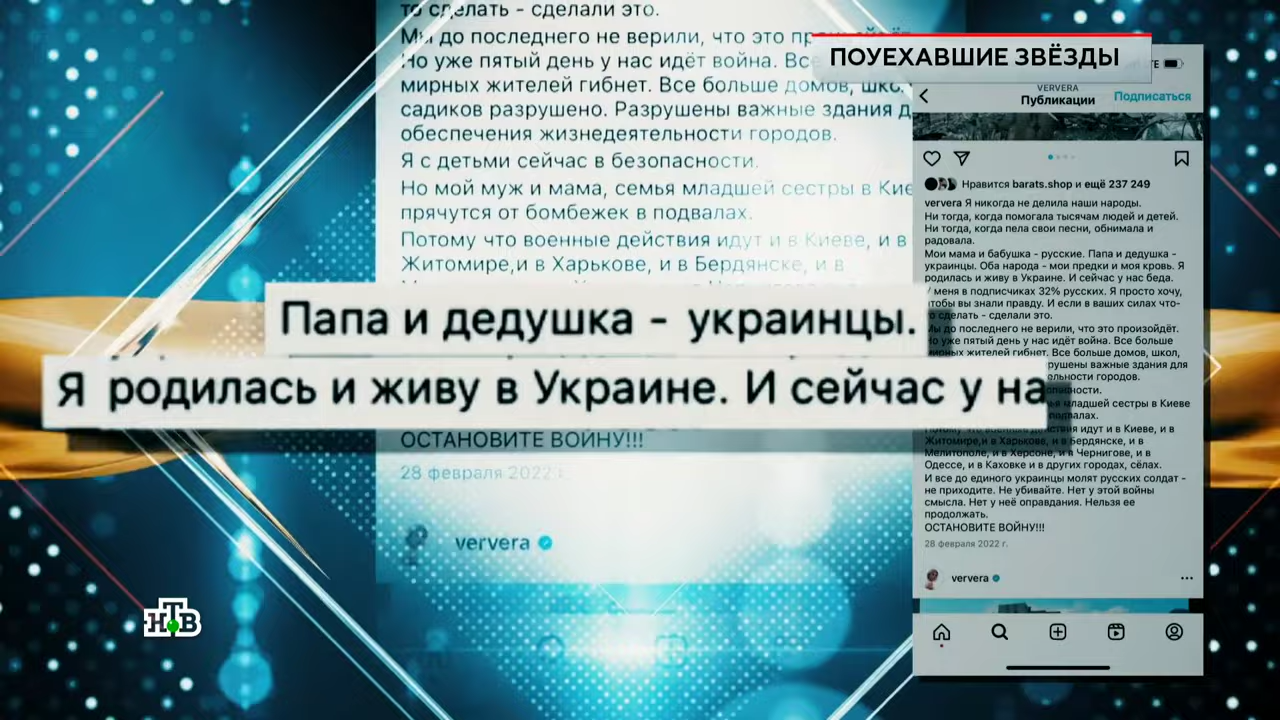 то сделать - сделали это.
Мы до последнего не верили, что это
Но уже пятый день у нас идёт война. Все
мирных жителей гибнет. Все больше домов, школ,
садиков разрушено. Разрушены важные здания д
обеспечения жизнедеятельности городов.
Я с детьми сейчас в безопасности.
Но мой муж и мама, семья младшей сестры в Кие
прячутся от бомбежек в подвалах.
Потому что военные действия идут и в Киеве, и в
Житомире,и в Харькове, и в Бердянске, и в
Папа и дедушка - украинцы.
Я родилась и живу в Украине. И сейчас у на
ОСТАНОВИТЕ ВОЙНУ!!!
28 февраля 2022 г
ververa
НТВ
ПОУЕХАВШИЕ ЗВЁЗДЫ
VERVERA
Публикации
Подписаться
Нравится barats.shop и ещё 237 249
ververa Я никогда не делила наши народы.
Ни тогда, когда помогала тысячам людей и детей.
Ни тогда, когда пела свои песни, обнимала и
радовала.
Мои мама и бабушка - русские. Папа и дедушка -
украинцы. Оба народа - мои предки и моя кровь. Я
родилась и живу в Украине. И сейчас у нас беда.
У меня в подписчиках 32% русских. Я просто хочу,
чтобы вы знали правду. И если в ваших силах что-
то сделать - сделали это.
Мы до последнего не верили, что это произойдёт.
Но уже пятый день у нас идёт война. Все больше
мирных жителей гибнет. Все больше домов, школ,
рушены важные здания для
ельности городов.
опасности.
ья младшей сестры в Киеве
подвалах.
Потому что военные действия идут и в Киеве, и в
Житомире,и в Харькове, и в Бердянске, и в
Мелитополе, и в Херсоне, и в Чернигове, и в
Одессе, и в Каховке и в других городах, сёлах.
И все до единого украинцы молят русских солдат -
не приходите. Не убивайте. Нет у этой войны
смысла. Нет у неё оправдания. Нельзя ее
продолжать.
ОСТАНОВИТЕ ВОЙНУ!!!
28 февраля 2022 г.
ververa